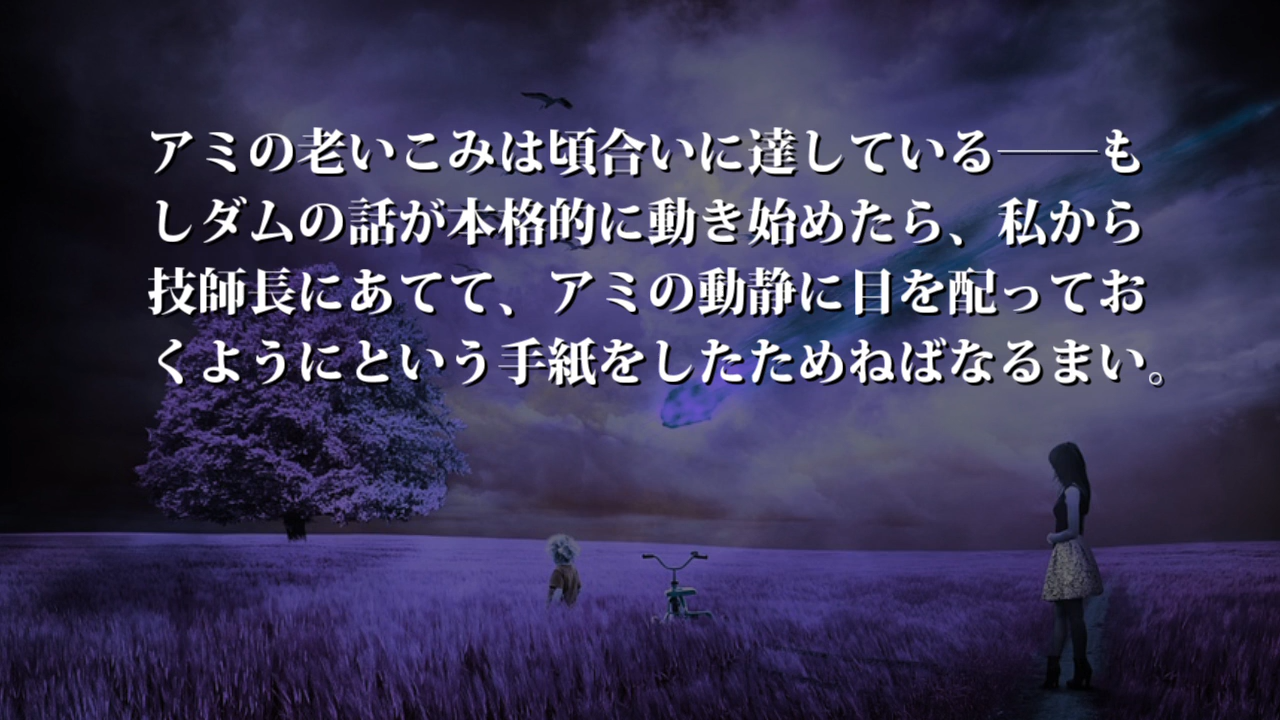 アミの老いこみは頃合いに達している――も
しダムの話が本格的に動き始めたら、私から
技師長にあてて、アミの動静に目を配ってお
くようにという手紙をしたためねばなるまい。